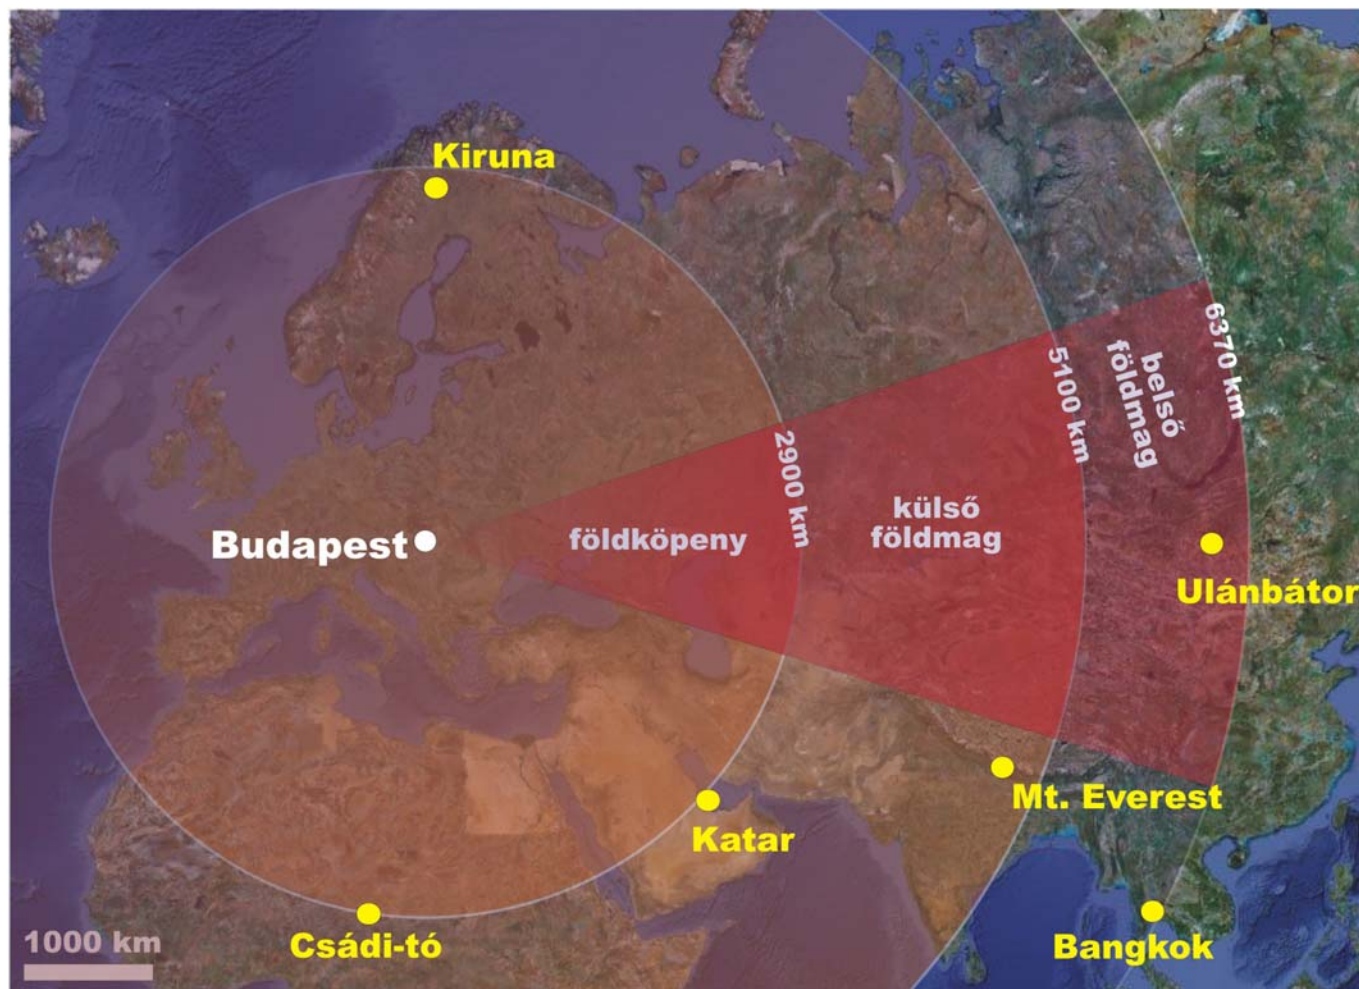 Kiruna
6370 km
belső
földmag
5100 km
2900 km
külső
földmag
Budapest
földköpeny
Ulánbátor
Mt. Everest
Katar
1000 km
Csádi-tó
Bangkok